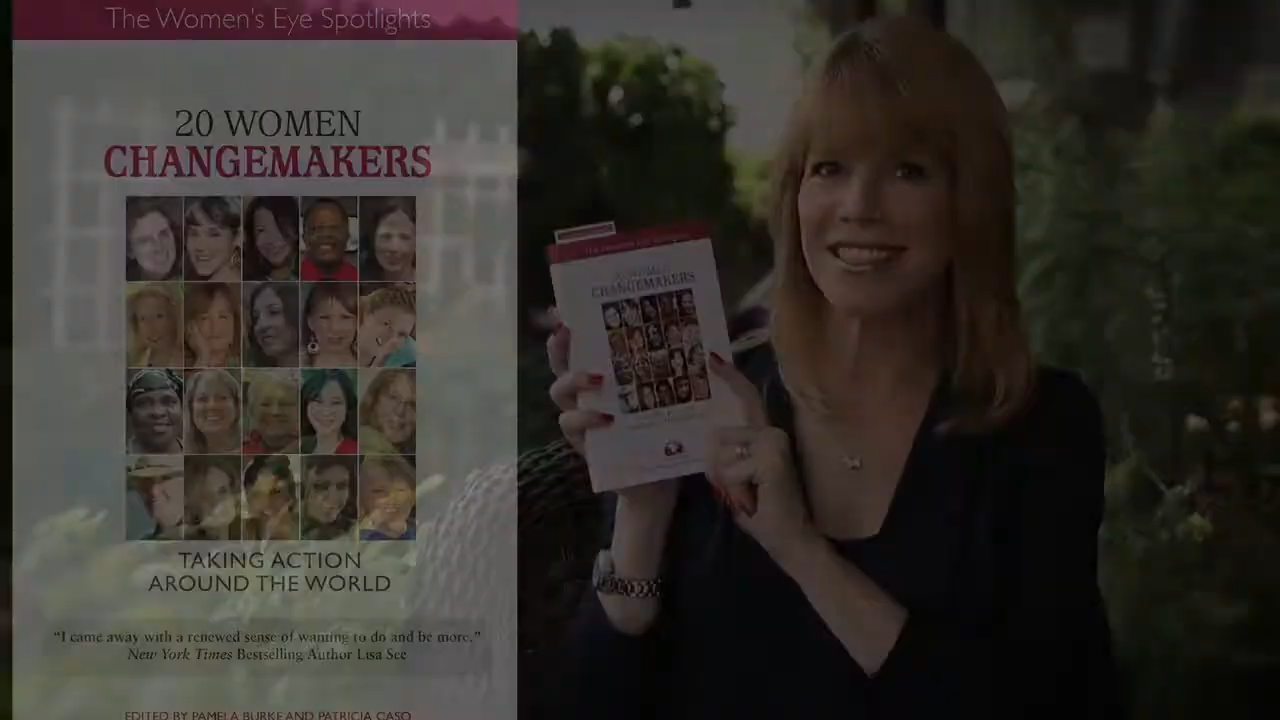 The Women's Eye Spotlights
20 WOMEN
CHANGEMAKERS
TAKING ACTION
AROUND THE WORLD
"I came away with a renewed sense of wanting to do and be more."
New York Times Bestselling Author Lisa See
EDITED BY PAMELA BURKE AND PATRICIA CASO
CHANGEMAKERS